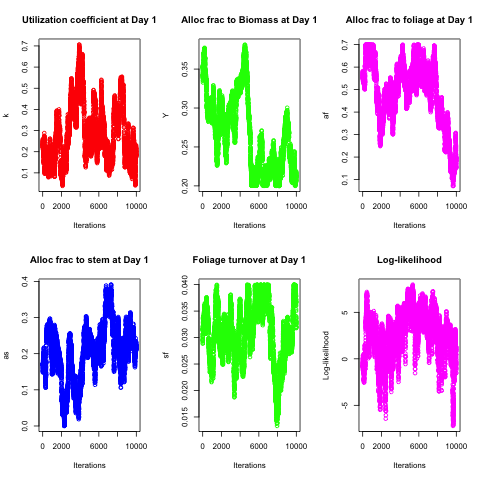 Utilization coefficient at Day 1
k
0.1 0.2 0.3 0.4 0.5 0.6 0.7
0 2000 6000 10000
Iterations
Alloc frac to Biomass at Day 1
Y
0.20 0.25 0.30 0.35
0 2000 6000 10000
Iterations
Alloc frac to foliage at Day 1
af
0.1 0.2 0.3 0.4 0.5 0.6 0.7
0 2000 6000 10000
Iterations
Alloc frac to stem at Day 1
as
0.0 0.1 0.2 0.3 0.4
0 2000 6000 10000
Iterations
Foliage turnover at Day 1
sf
0.015 0.020 0.025 0.030 0.035 0.040
0 2000 6000 10000
Iterations
Log-likelihood
Log-likelihood
-5 0 5
0 2000 6000 10000
Iterations